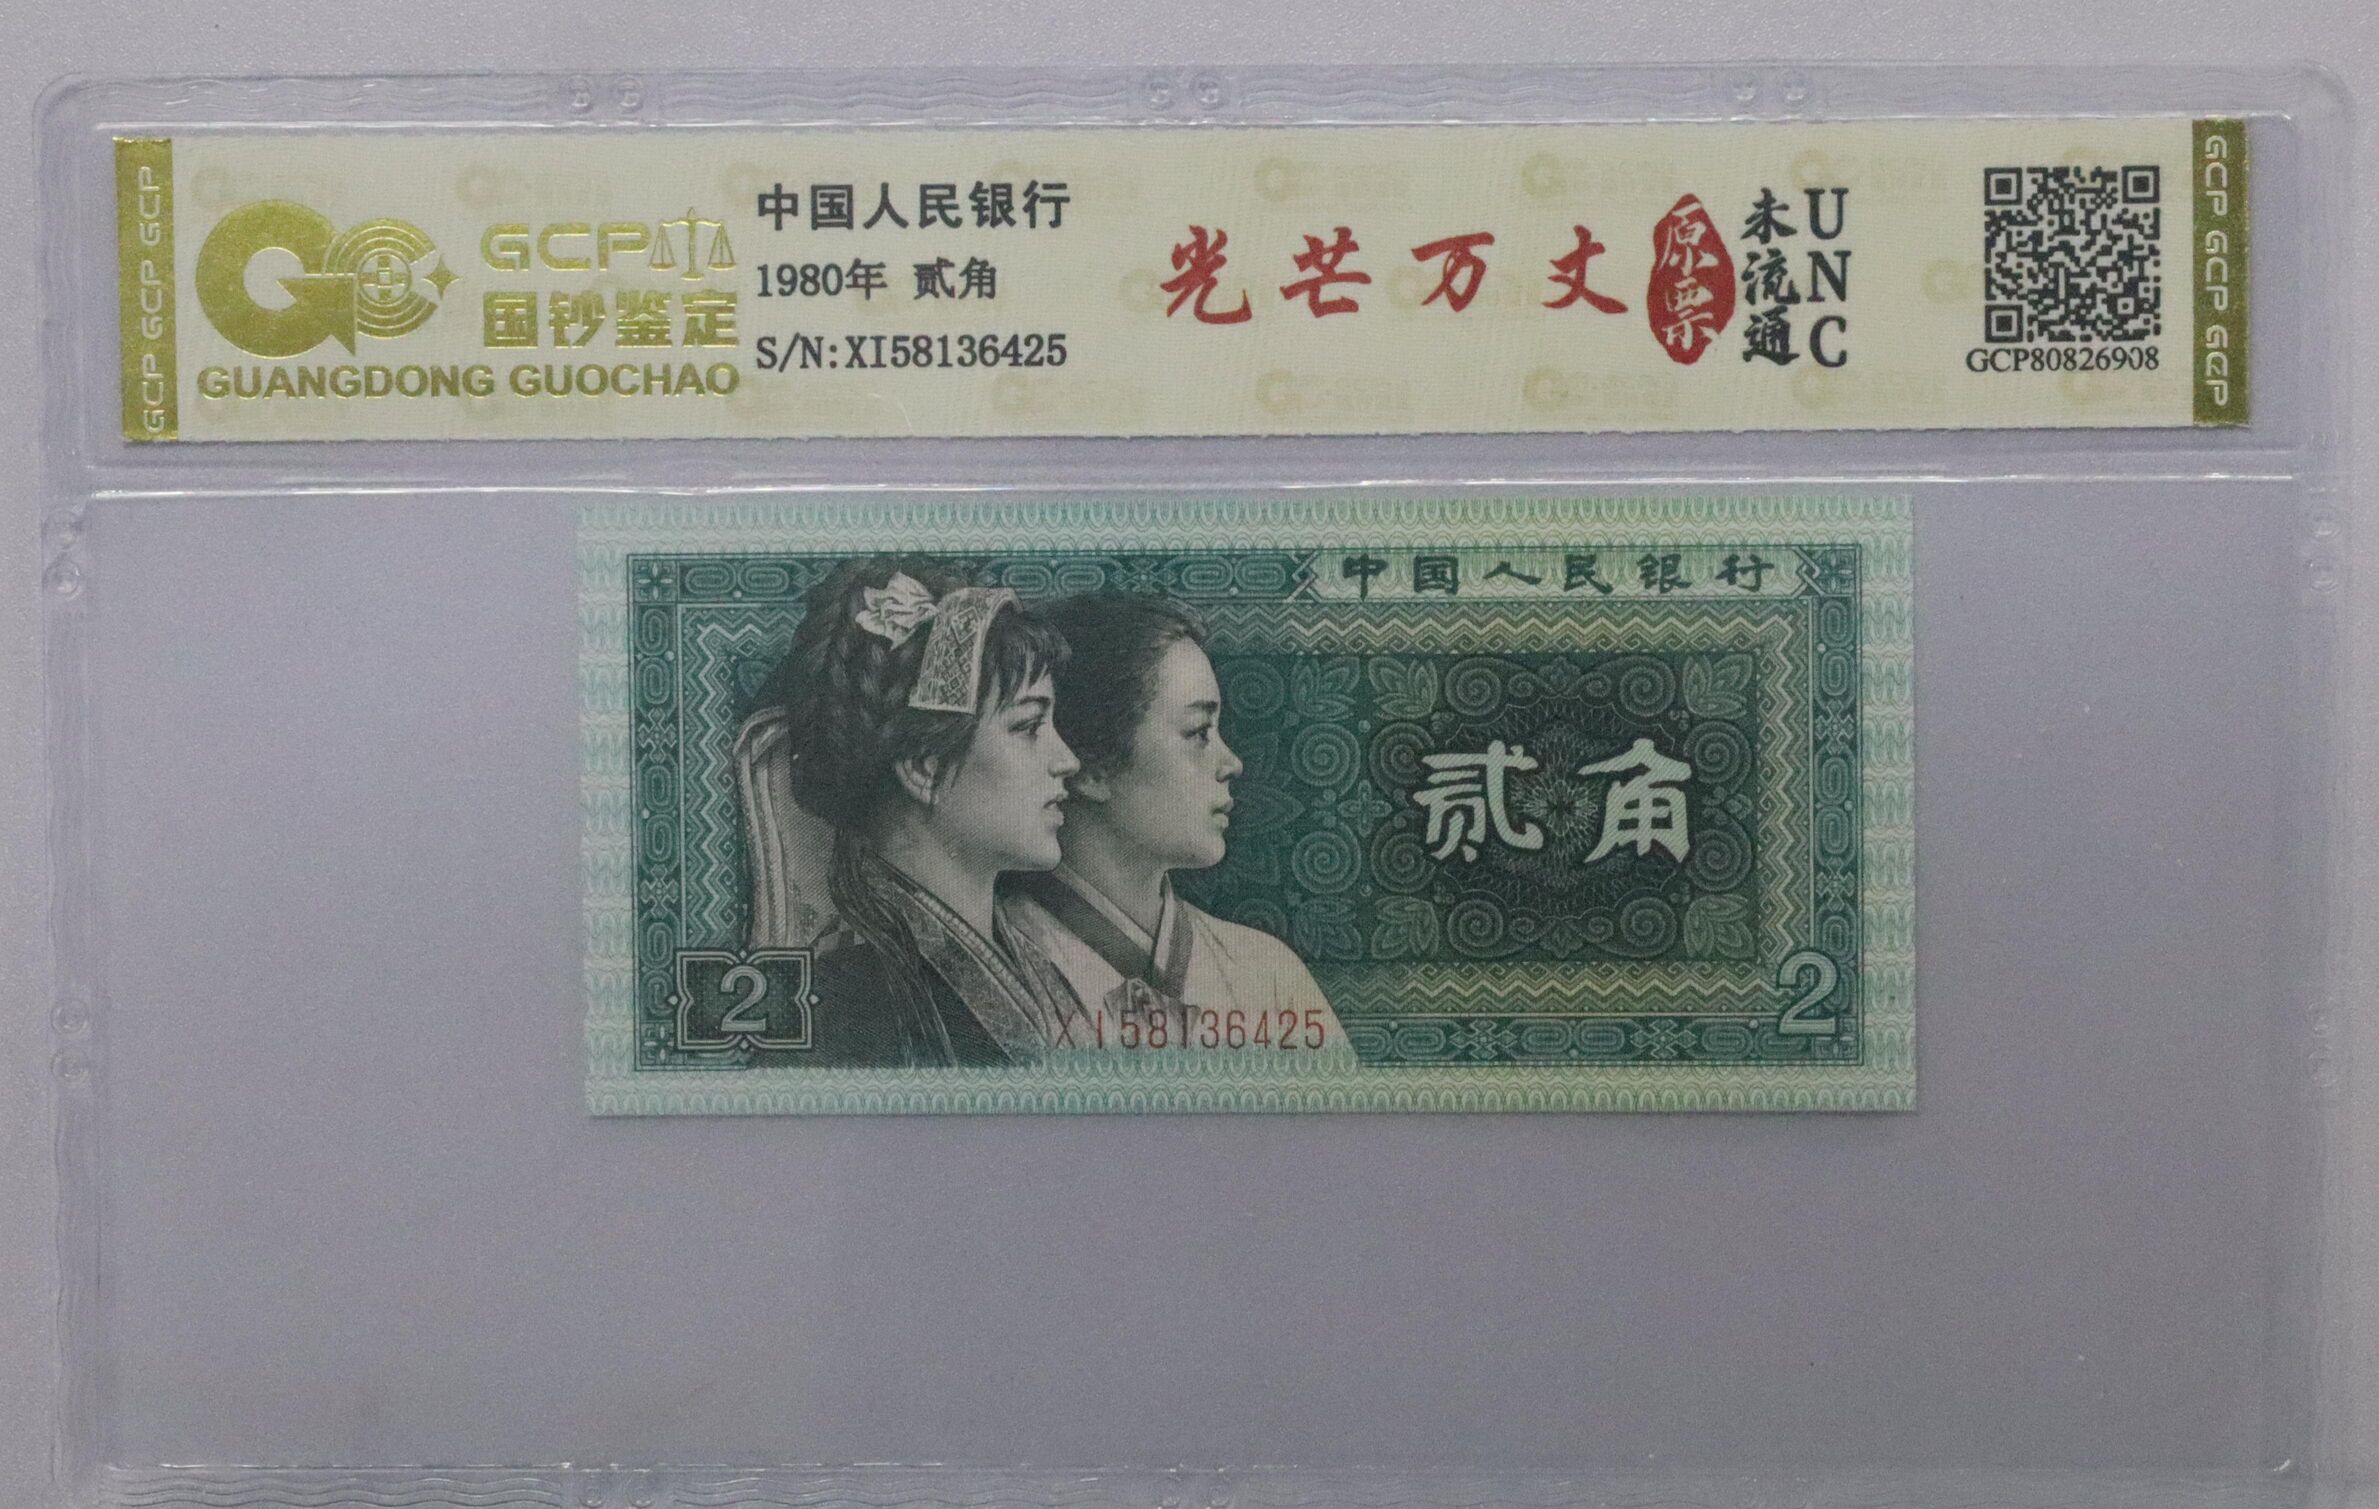 GCP GCP GCP
GCP
国钞鉴定
GUANGDONG GUOCHAO
中国人民银行
1980年 贰角
S/N:XI58136425
光芒万丈
原票
未流通
UNC
GCP80826908
GCP GCP GCP
中国人民银行
贰角
2
XI58136425
2